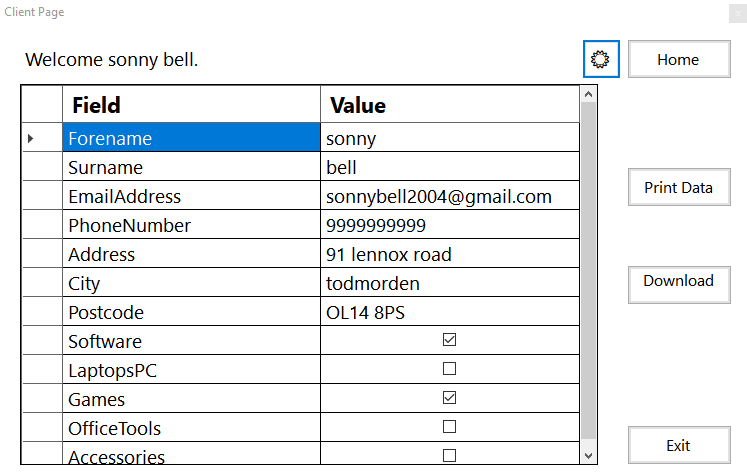 Client Page
x
Welcome sonny bell.
Home
Field Value
Forename sonny
Surname bell
EmailAddress sonnybell2004@gmail.com
PhoneNumber 9999999999
Address 91 lennox road
City todmorden
Postcode OL14 8PS
Software
LaptopsPC
Games
OfficeTools
Accessories
Print Data
Download
Exit